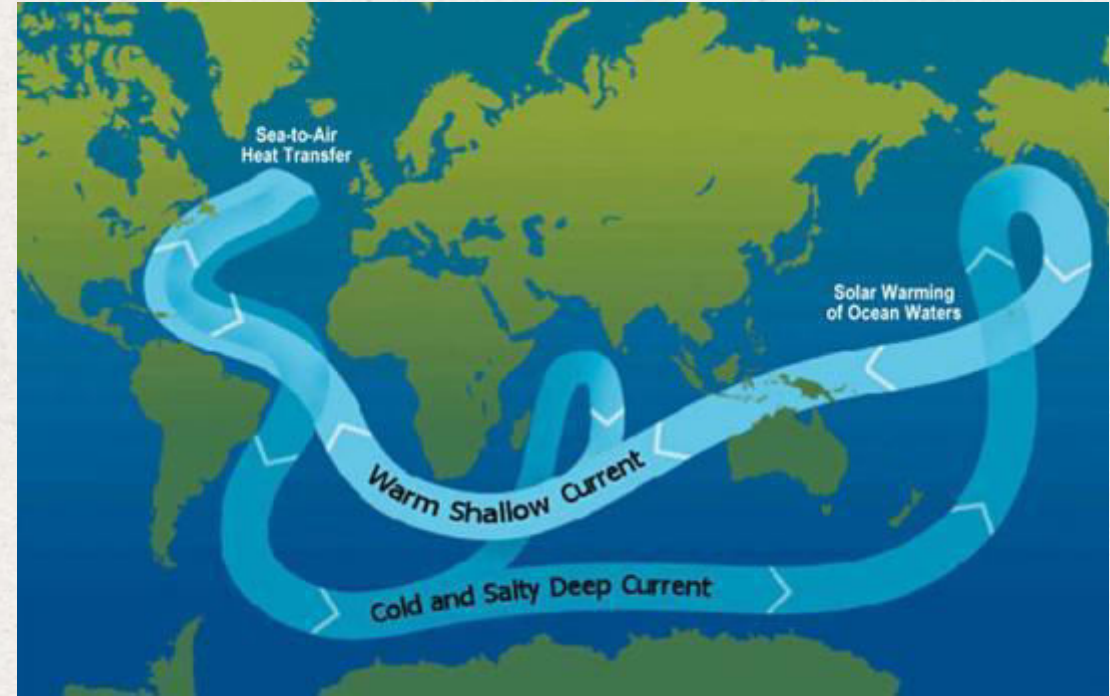 Sea-to-Air
Heat Transfer
Solar Warming
of Ocean Waters
Warm Shallow Current
Cold and Salty Deep Current